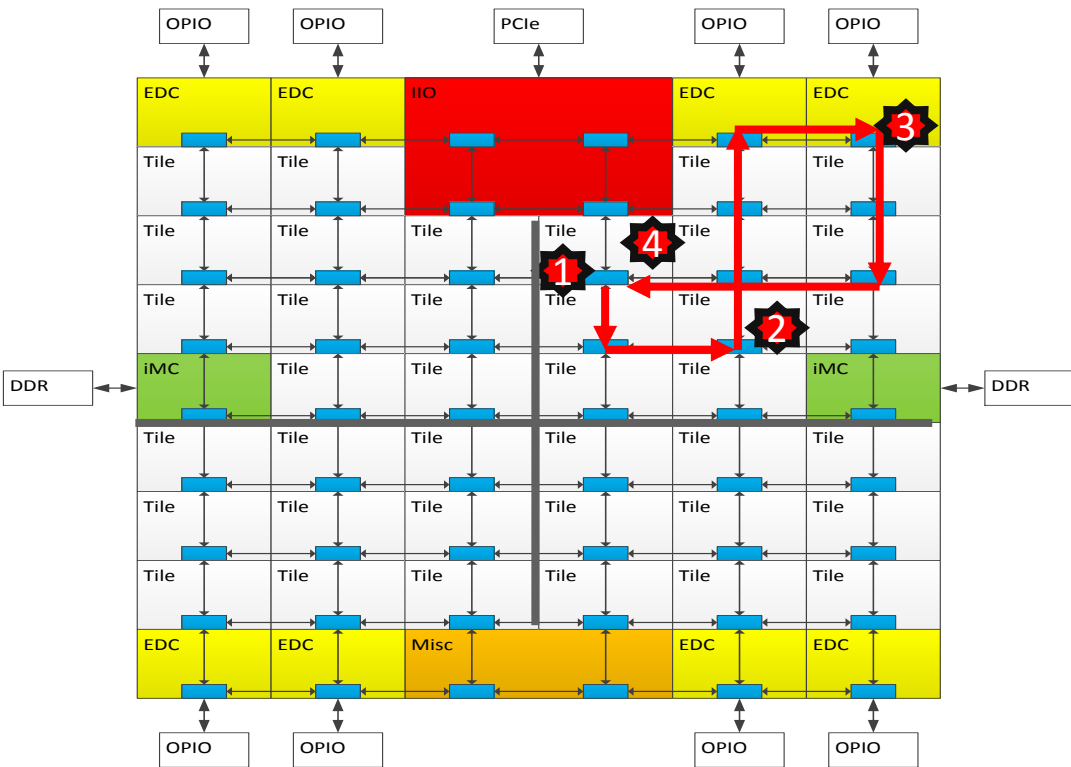 OPIO OPIO PCIe OPIO OPIO
EDC EDC IIO EDC EDC
3
Tile Tile Tile Tile
Tile Tile Tile Tile Tile Tile
4
1
Tile Tile Tile Tile Tile Tile
2
iMC Tile Tile Tile Tile iMC
DDR DDR
Tile Tile Tile Tile Tile Tile
Tile Tile Tile Tile Tile Tile
Tile Tile Tile Tile Tile Tile
EDC EDC Misc EDC EDC
OPIO OPIO OPIO OPIO